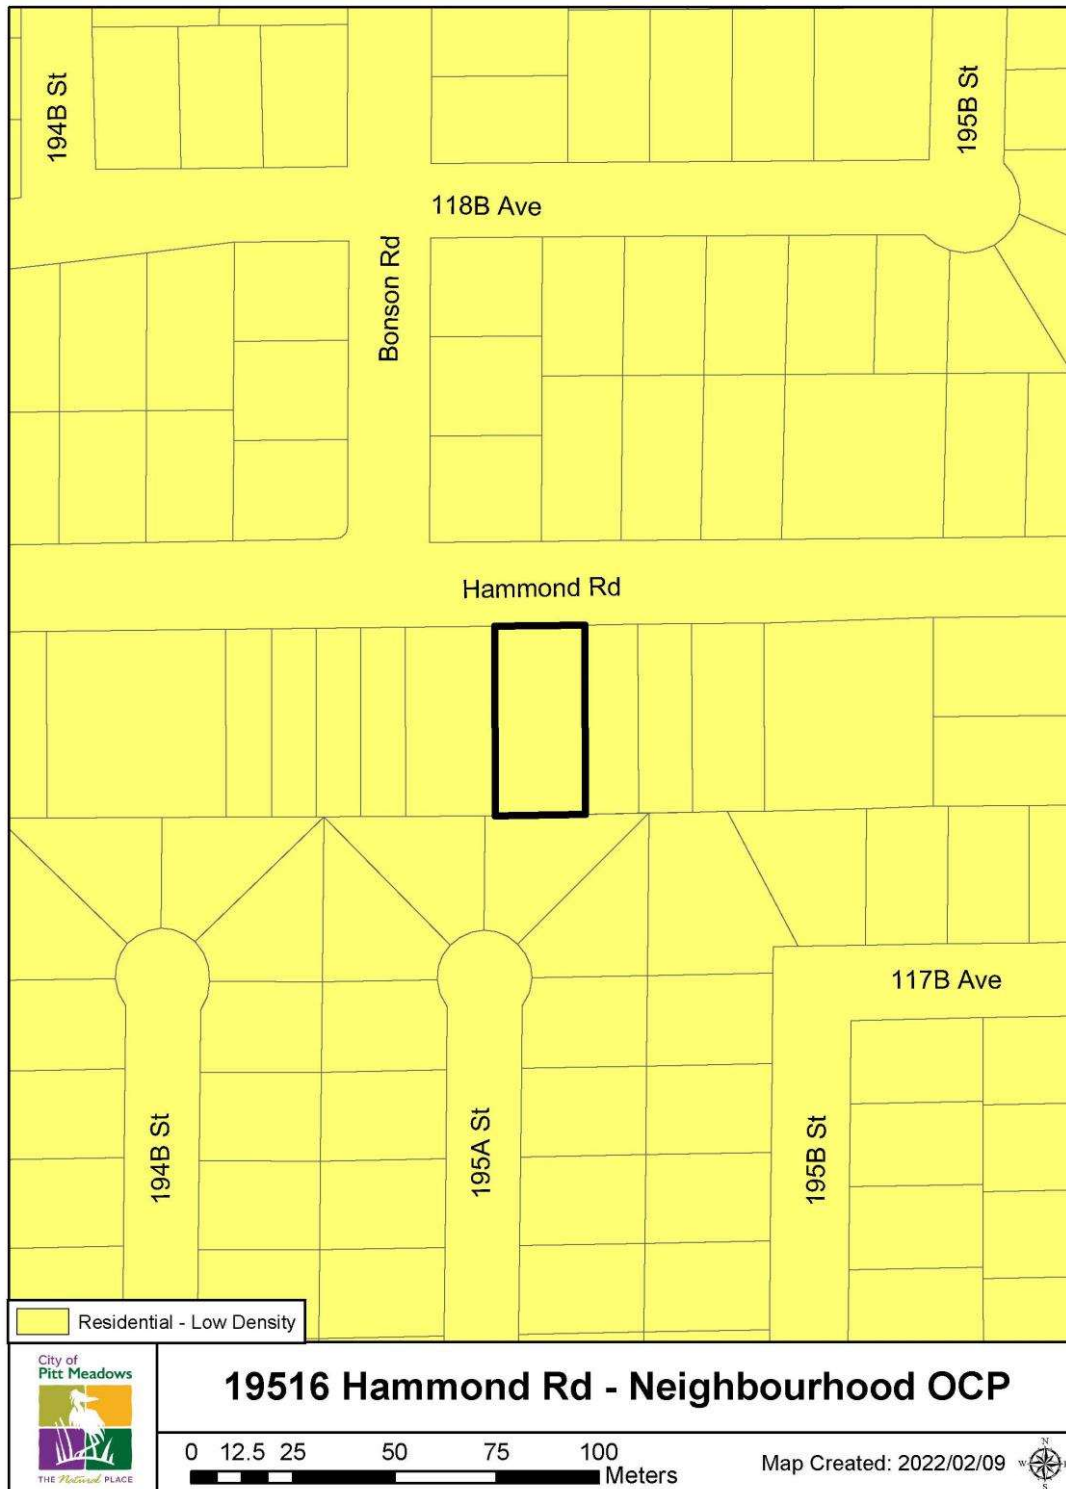 194B St
195B St
118B Ave
Bonson Rd
Hammond Rd
117B Ave
194B St
195A St
195B St
Residential - Low Density
City of
Pitt Meadows
THE Natural PLACE
19516 Hammond Rd - Neighbourhood OCP
0 12.5 25 50 75 100
Meters
Map Created: 2022/02/09
N
W
S